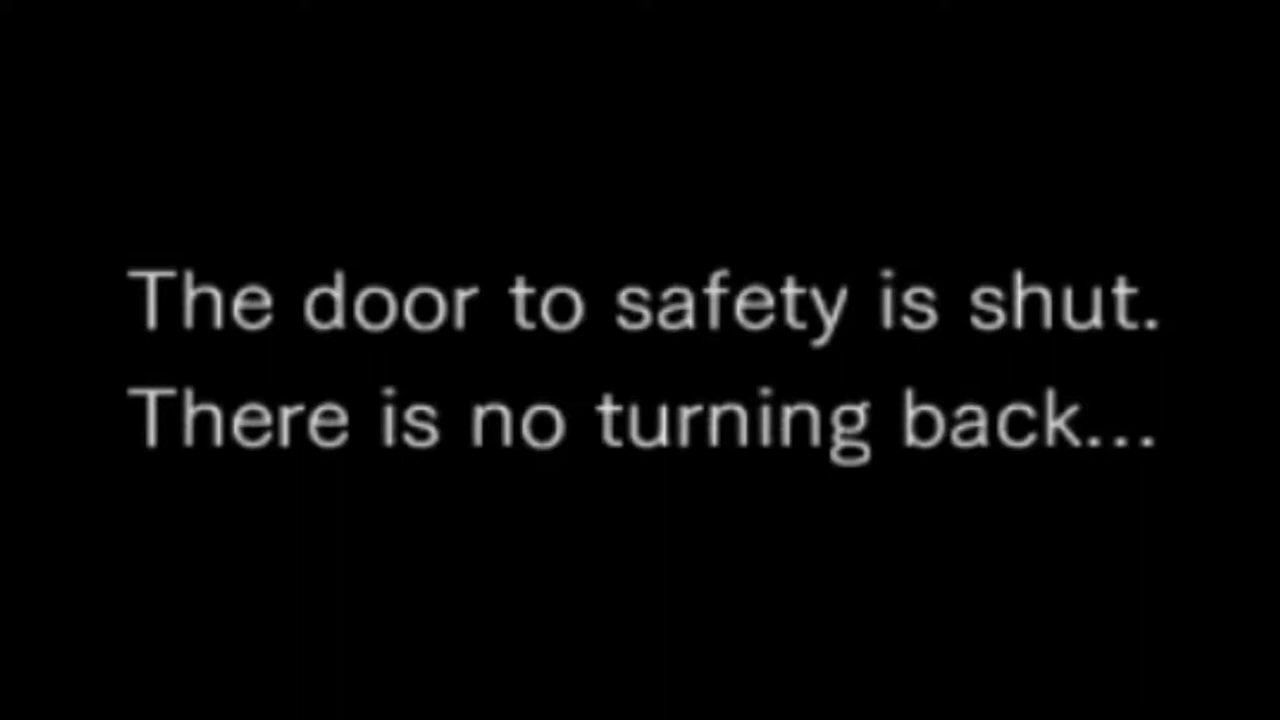 The door to safety is shut.
There is no turning back...